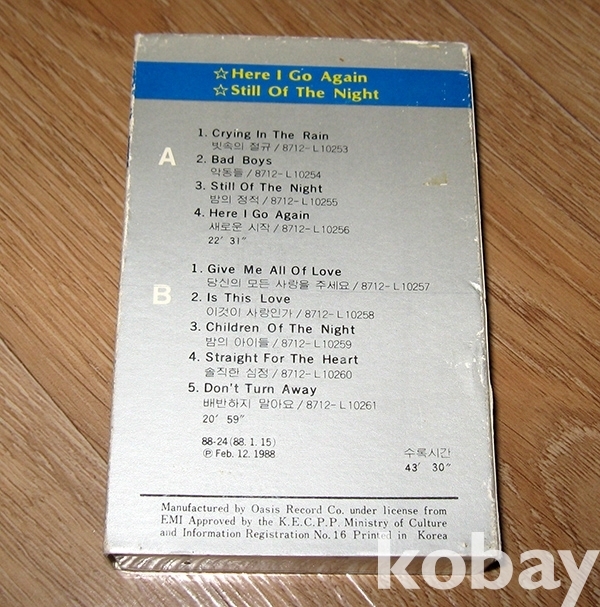 ☆Here I Go Again
☆Still Of The Night
A
1. Crying In The Rain
빗속의 절규/8712-L10253
2. Bad Boys
악동들/8712-L10254
3. Still Of The Night
밤의 정적/8712-L10255
4. Here I Go Again
새로운 시작/8712-L10256
22′ 31″
B
1. Give Me All Of Love
당신의 모든 사랑을 주세요/8712-L10257
2. Is This Love
이것이 사랑인가/8712-L10258
3. Children Of The Night
밤의 아이들/8712-L10259
4. Straight For The Heart
솔직한 심정/8712-L10260
5. Don't Turn Away
배반하지 말아요/8712-L10261
20′ 59″
88-24(88. 1. 15)
Ⓟ Feb. 12. 1988
수록시간
43′ 30″
Manufactured by Oasis Record Co. under license from
EMI Approved by the K.E.C.P.P. Ministry of Culture
and Information Registration No. 16 Printed in Korea
kobay